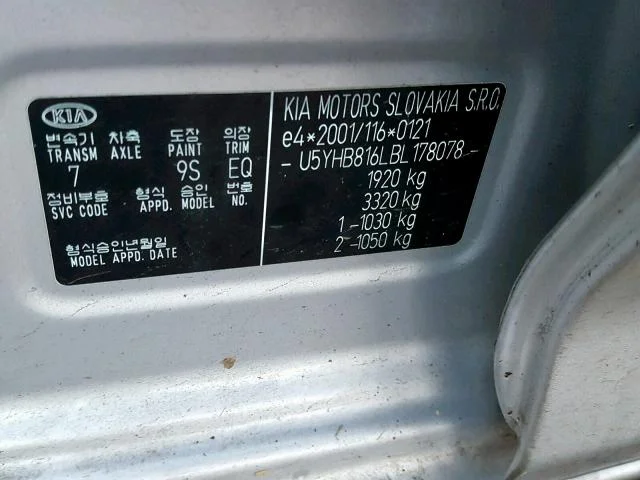 KIA
변속기 차축 도장 의장
TRANSM AXLE PAINT TRIM
7 9S EQ
정비부호 형식 승인 번호
SVC CODE APPD. MODEL NO.
형식승인년월일
MODEL APPD. DATE
KIA MOTORS SLOVAKIA S.R.O.
e4*2001/116*0121
- U5YHB816LBL178078 -
1920 kg
3320 kg
1 -1030 kg
2 -1050 kg